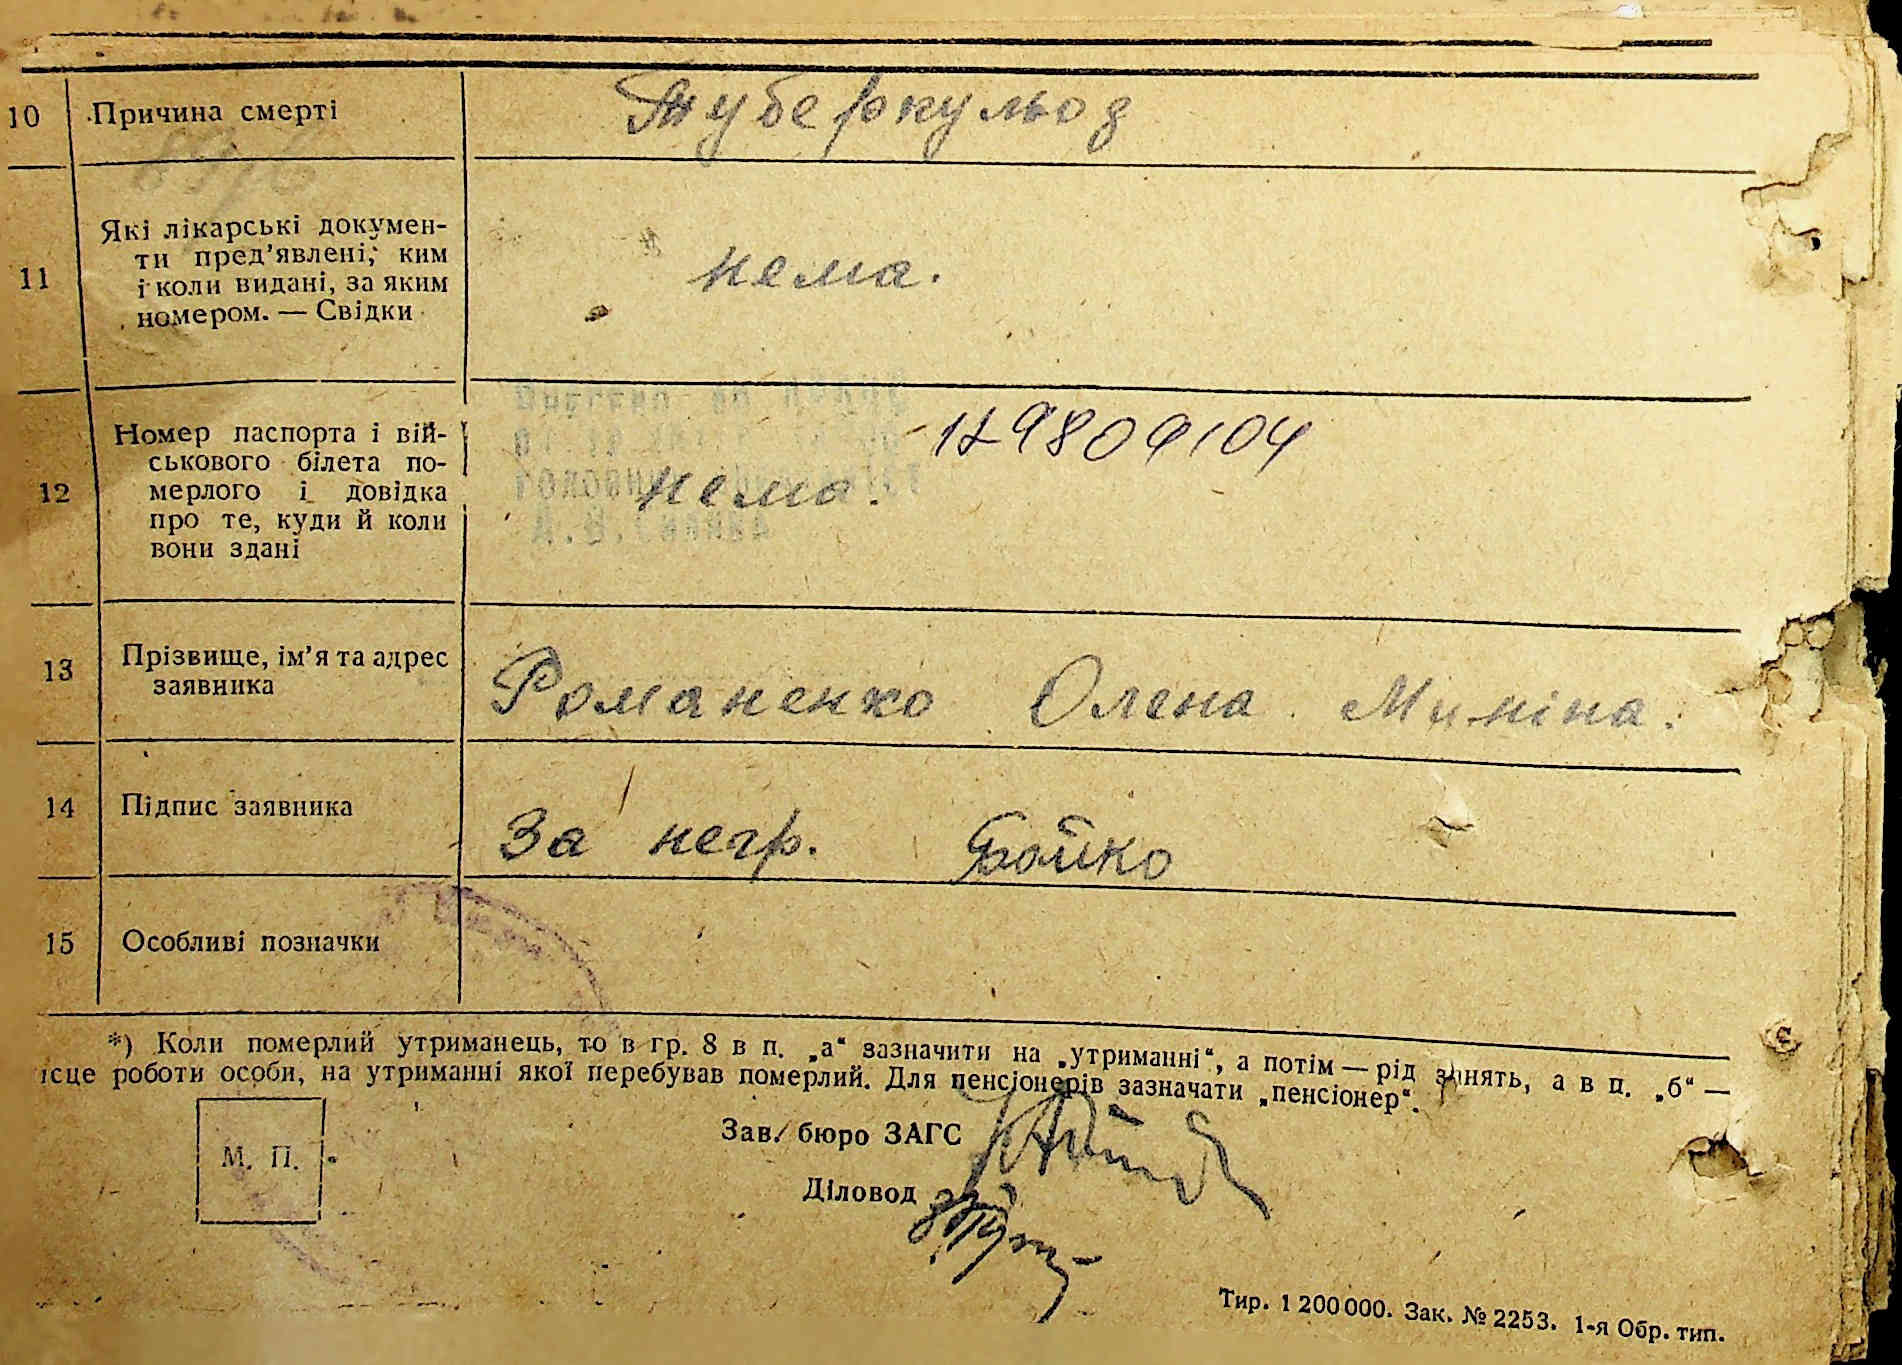 10 Причина смерті Туберкульоз
11 Які лікарські докумен-
ти пред'явлені, ким
і коли видані, за яким
номером. — Свідки
нема.
12 Номер паспорта і вій-
ськового білета по-
мерлого і довідка
про те, куди й коли
вони здані
нема.
13 Прізвище, ім'я та адрес
заявника
Романенко Олена Миніна.
14 Підпис заявника За негр. Бойко
15 Особливі позначки
*) Коли померлий утриманець, то в гр. 8 в п. „а“ зазначити на „утриманні“, а потім — рід занять, а в п. „б“ —
ісце роботи особи, на утриманні якої перебував померлий. Для пенсіонерів зазначати „пенсіонер“.
М. П.
Зав. бюро ЗАГС
Діловод
Тир. 1 200 000. Зак. № 2253. 1-я Обр. тип.